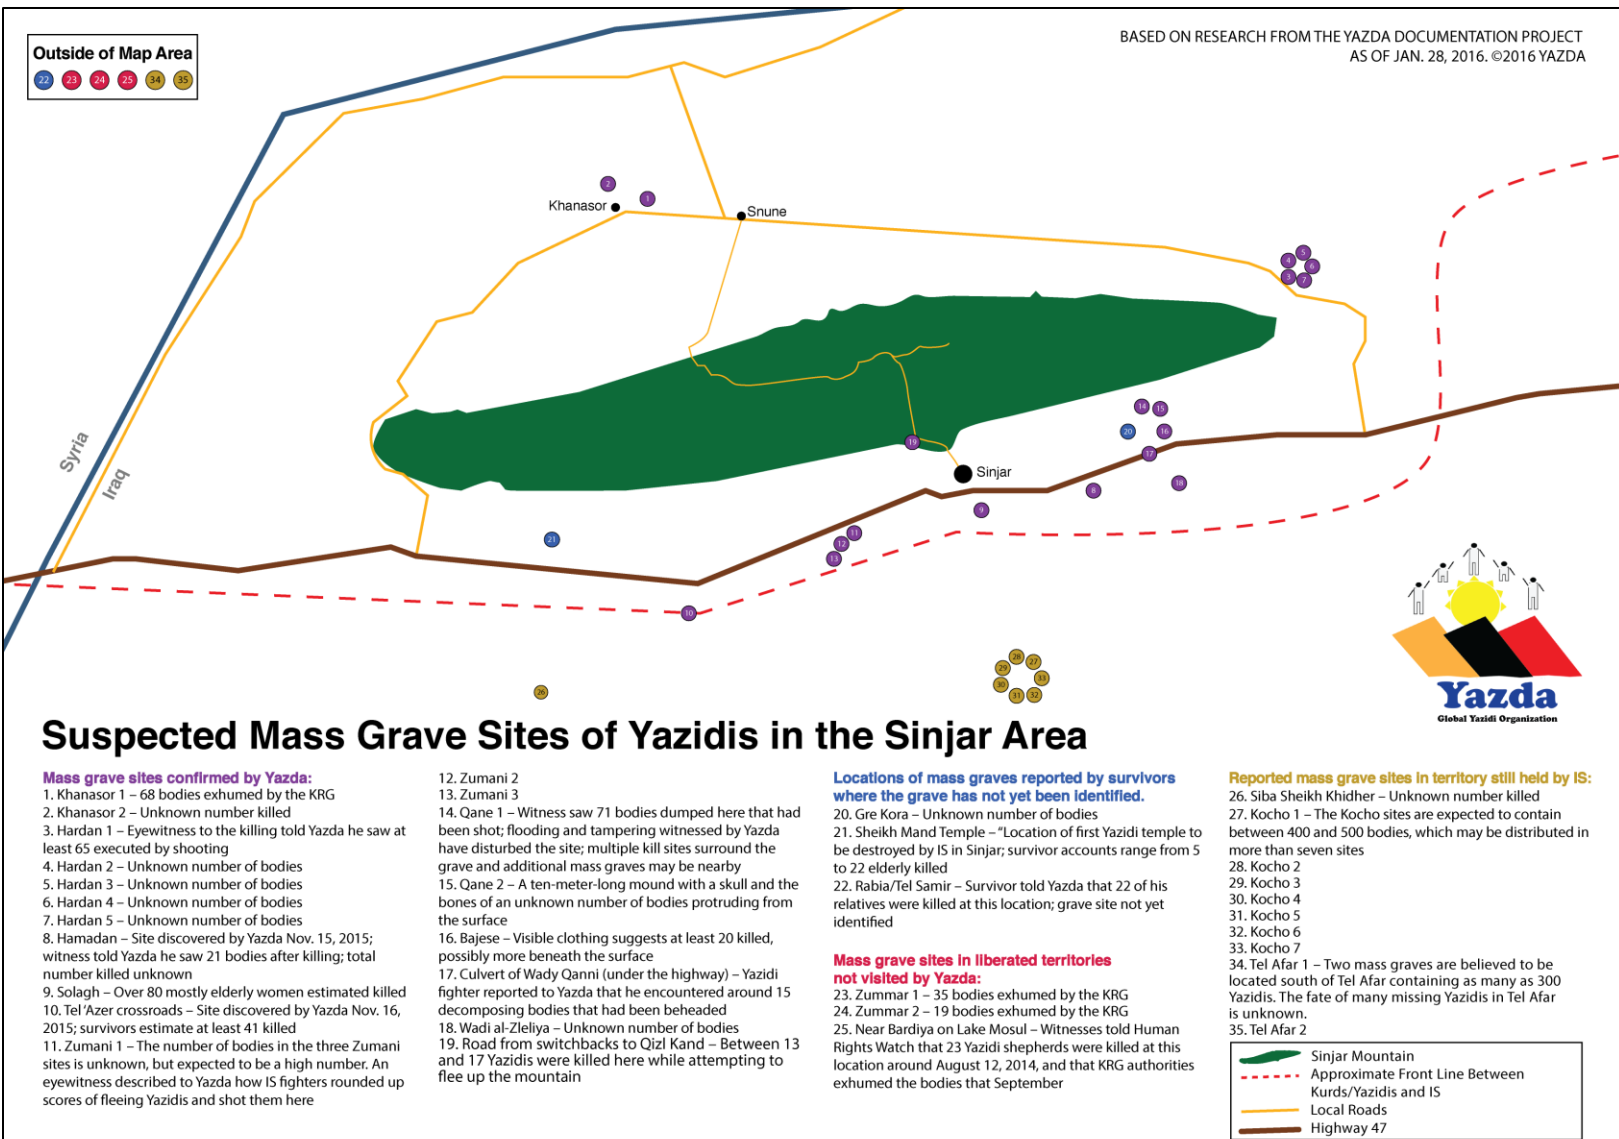 Outside of Map Area
22 23 24 25 34 35
BASED ON RESEARCH FROM THE YAZDA DOCUMENTATION PROJECT
AS OF JAN. 28, 2016. ©2016 YAZDA
2
1
Khanasor
Snune
5
4
6
3
7
14
15
20
16
19
17
Syria
Iraq
Sinjar
18
8
9
21
11
12
13
10
28
29
27
33
30
31
32
26
Yazda
Global Yazidi Organization
Suspected Mass Grave Sites of Yazidis in the Sinjar Area
Mass grave sites confirmed by Yazda:
1. Khanasor 1 – 68 bodies exhumed by the KRG
2. Khanasor 2 – Unknown number killed
3. Hardan 1 – Eyewitness to the killing told Yazda he saw at
least 65 executed by shooting
4. Hardan 2 – Unknown number of bodies
5. Hardan 3 – Unknown number of bodies
6. Hardan 4 – Unknown number of bodies
7. Hardan 5 – Unknown number of bodies
8. Hamadan – Site discovered by Yazda Nov. 15, 2015;
witness told Yazda he saw 21 bodies after killing; total
number killed unknown
9. Solagh – Over 80 mostly elderly women estimated killed
10. Tel 'Azer crossroads – Site discovered by Yazda Nov. 16,
2015; survivors estimate at least 41 killed
11. Zumani 1 – The number of bodies in the three Zumani
sites is unknown, but expected to be a high number. An
eyewitness described to Yazda how IS fighters rounded up
scores of fleeing Yazidis and shot them here
12. Zumani 2
13. Zumani 3
14. Qane 1 – Witness saw 71 bodies dumped here that had
been shot; flooding and tampering witnessed by Yazda
have disturbed the site; multiple kill sites surround the
grave and additional mass graves may be nearby
15. Qane 2 – A ten-meter-long mound with a skull and the
bones of an unknown number of bodies protruding from
the surface
16. Bajese – Visible clothing suggests at least 20 killed,
possibly more beneath the surface
17. Culvert of Wady Qanni (under the highway) – Yazidi
fighter reported to Yazda that he encountered around 15
decomposing bodies that had been beheaded
18. Wadi al-Zleliya – Unknown number of bodies
19. Road from switchbacks to Qizl Kand – Between 13
and 17 Yazidis were killed here while attempting to
flee up the mountain
Locations of mass graves reported by survivors
where the grave has not yet been identified.
20. Gre Kora – Unknown number of bodies
21. Sheikh Mand Temple – "Location of first Yazidi temple to
be destroyed by IS in Sinjar; survivor accounts range from 5
to 22 elderly killed
22. Rabia/Tel Samir – Survivor told Yazda that 22 of his
relatives were killed at this location; grave site not yet
identified
Mass grave sites in liberated territories
not visited by Yazda:
23. Zummar 1 – 35 bodies exhumed by the KRG
24. Zummar 2 – 19 bodies exhumed by the KRG
25. Near Bardiya on Lake Mosul – Witnesses told Human
Rights Watch that 23 Yazidi shepherds were killed at this
location around August 12, 2014, and that KRG authorities
exhumed the bodies that September
Reported mass grave sites in territory still held by IS:
26. Siba Sheikh Khidher – Unknown number killed
27. Kocho 1 – The Kocho sites are expected to contain
between 400 and 500 bodies, which may be distributed in
more than seven sites
28. Kocho 2
29. Kocho 3
30. Kocho 4
31. Kocho 5
32. Kocho 6
33. Kocho 7
34. Tel Afar 1 – Two mass graves are believed to be
located south of Tel Afar containing as many as 300
Yazidis. The fate of many missing Yazidis in Tel Afar
is unknown.
35. Tel Afar 2
Sinjar Mountain
Approximate Front Line Between
Kurds/Yazidis and IS
Local Roads
Highway 47